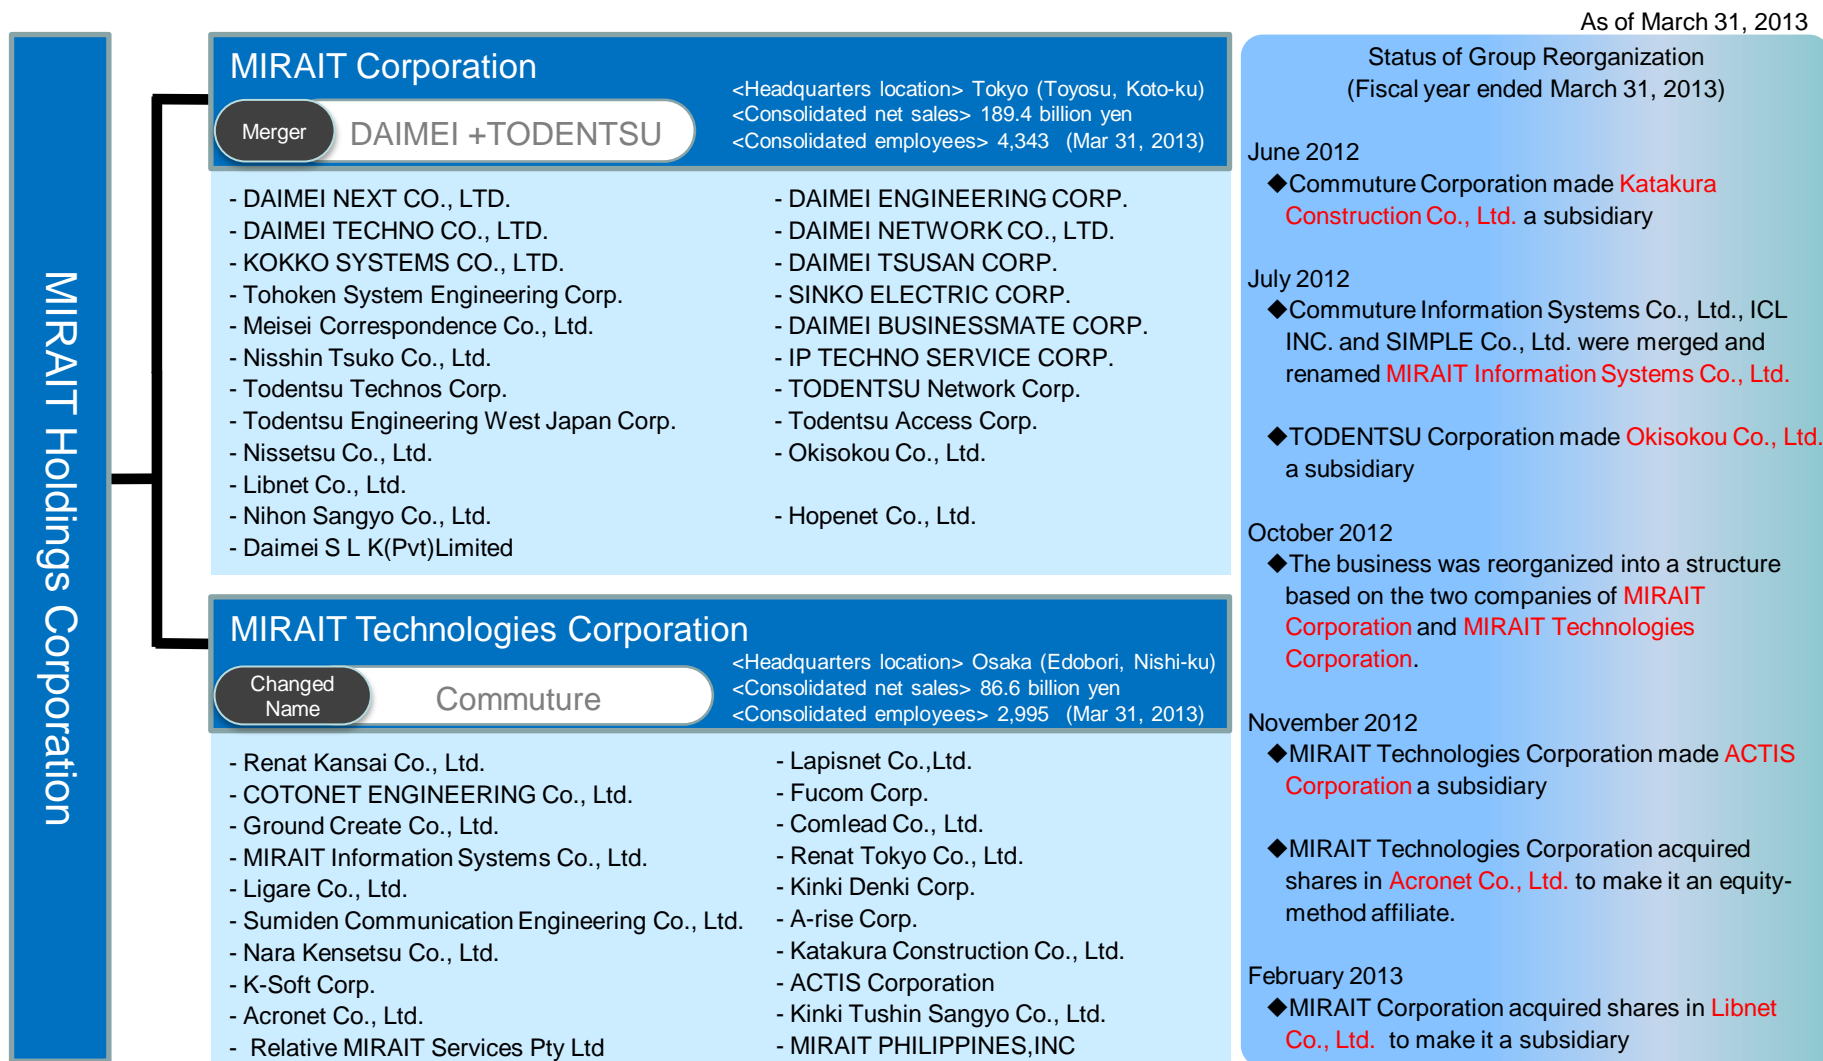 As of March 31, 2013
MIRAIT Holdings Corporation
MIRAIT Corporation
Merger
DAIMEI +TODENTSU
<Headquarters location> Tokyo (Toyosu, Koto-ku)
<Consolidated net sales> 189.4 billion yen
<Consolidated employees> 4,343 (Mar 31, 2013)
- DAIMEI NEXT CO., LTD.
- DAIMEI TECHNO CO., LTD.
- KOKKO SYSTEMS CO., LTD.
- Tohoken System Engineering Corp.
- Meisei Correspondence Co., Ltd.
- Nisshin Tsuko Co., Ltd.
- Todentsu Technos Corp.
- Todentsu Engineering West Japan Corp.
- Nissetsu Co., Ltd.
- Libnet Co., Ltd.
- Nihon Sangyo Co., Ltd.
- Daimei S L K(Pvt)Limited
- DAIMEI ENGINEERING CORP.
- DAIMEI NETWORK CO., LTD.
- DAIMEI TSUSAN CORP.
- SINKO ELECTRIC CORP.
- DAIMEI BUSINESSMATE CORP.
- IP TECHNO SERVICE CORP.
- TODENTSU Network Corp.
- Todentsu Access Corp.
- Okisokou Co., Ltd.
- Hopenet Co., Ltd.
MIRAIT Technologies Corporation
Changed
Name
Commuture
<Headquarters location> Osaka (Edobori, Nishi-ku)
<Consolidated net sales> 86.6 billion yen
<Consolidated employees> 2,995 (Mar 31, 2013)
- Renat Kansai Co., Ltd.
- COTONET ENGINEERING Co., Ltd.
- Ground Create Co., Ltd.
- MIRAIT Information Systems Co., Ltd.
- Ligare Co., Ltd.
- Sumiden Communication Engineering Co., Ltd.
- Nara Kensetsu Co., Ltd.
- K-Soft Corp.
- Acronet Co., Ltd.
- Relative MIRAIT Services Pty Ltd
- Lapisnet Co.,Ltd.
- Fucom Corp.
- Comlead Co., Ltd.
- Renat Tokyo Co., Ltd.
- Kinki Denki Corp.
- A-rise Corp.
- Katakura Construction Co., Ltd.
- ACTIS Corporation
- Kinki Tushin Sangyo Co., Ltd.
- MIRAIT PHILIPPINES,INC
Status of Group Reorganization
(Fiscal year ended March 31, 2013)
June 2012
◆Commuture Corporation made Katakura
Construction Co., Ltd. a subsidiary
July 2012
◆Commuture Information Systems Co., Ltd., ICL
INC. and SIMPLE Co., Ltd. were merged and
renamed MIRAIT Information Systems Co., Ltd.
◆TODENTSU Corporation made Okisokou Co., Ltd.
a subsidiary
October 2012
◆The business was reorganized into a structure
based on the two companies of MIRAIT
Corporation and MIRAIT Technologies
Corporation.
November 2012
◆MIRAIT Technologies Corporation made ACTIS
Corporation a subsidiary
◆MIRAIT Technologies Corporation acquired
shares in Acronet Co., Ltd. to make it an equity-
method affiliate.
February 2013
◆MIRAIT Corporation acquired shares in Libnet
Co., Ltd. to make it a subsidiary